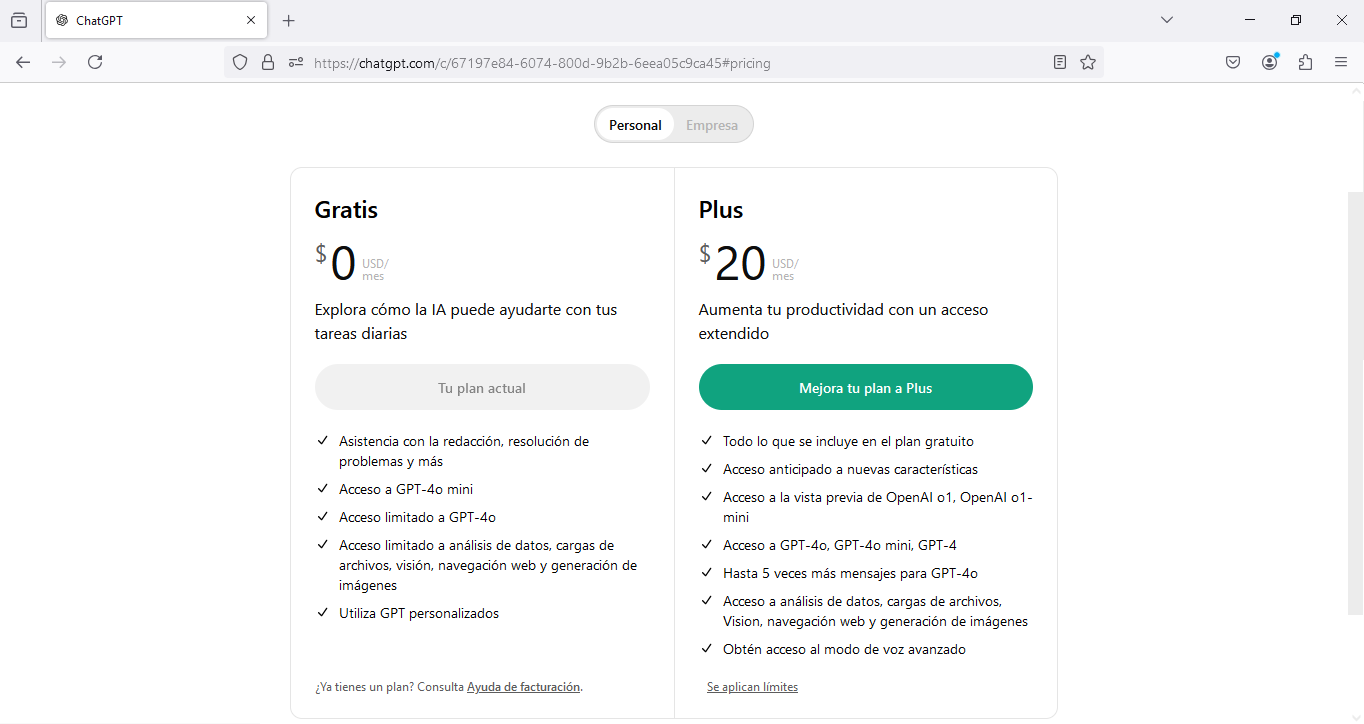 ChatGPT
https://chatgpt.com/c/67197e84-6074-800d-9b2b-6eea05c9ca45#pricing
Personal Empresa
Gratis
$0 USD/
mes
Explora cómo la IA puede ayudarte con tus
tareas diarias
Tu plan actual
Asistencia con la redacción, resolución de
problemas y más
Acceso a GPT-4o mini
Acceso limitado a GPT-4o
Acceso limitado a análisis de datos, cargas de
archivos, visión, navegación web y generación de
imágenes
Utiliza GPT personalizados
¿Ya tienes un plan? Consulta Ayuda de facturación.
Plus
$20 USD/
mes
Aumenta tu productividad con un acceso
extendido
Mejora tu plan a Plus
Todo lo que se incluye en el plan gratuito
Acceso anticipado a nuevas características
Acceso a la vista previa de OpenAI o1, OpenAI o1-
mini
Acceso a GPT-4o, GPT-4o mini, GPT-4
Hasta 5 veces más mensajes para GPT-4o
Acceso a análisis de datos, cargas de archivos,
Vision, navegación web y generación de imágenes
Obtén acceso al modo de voz avanzado
Se aplican límites